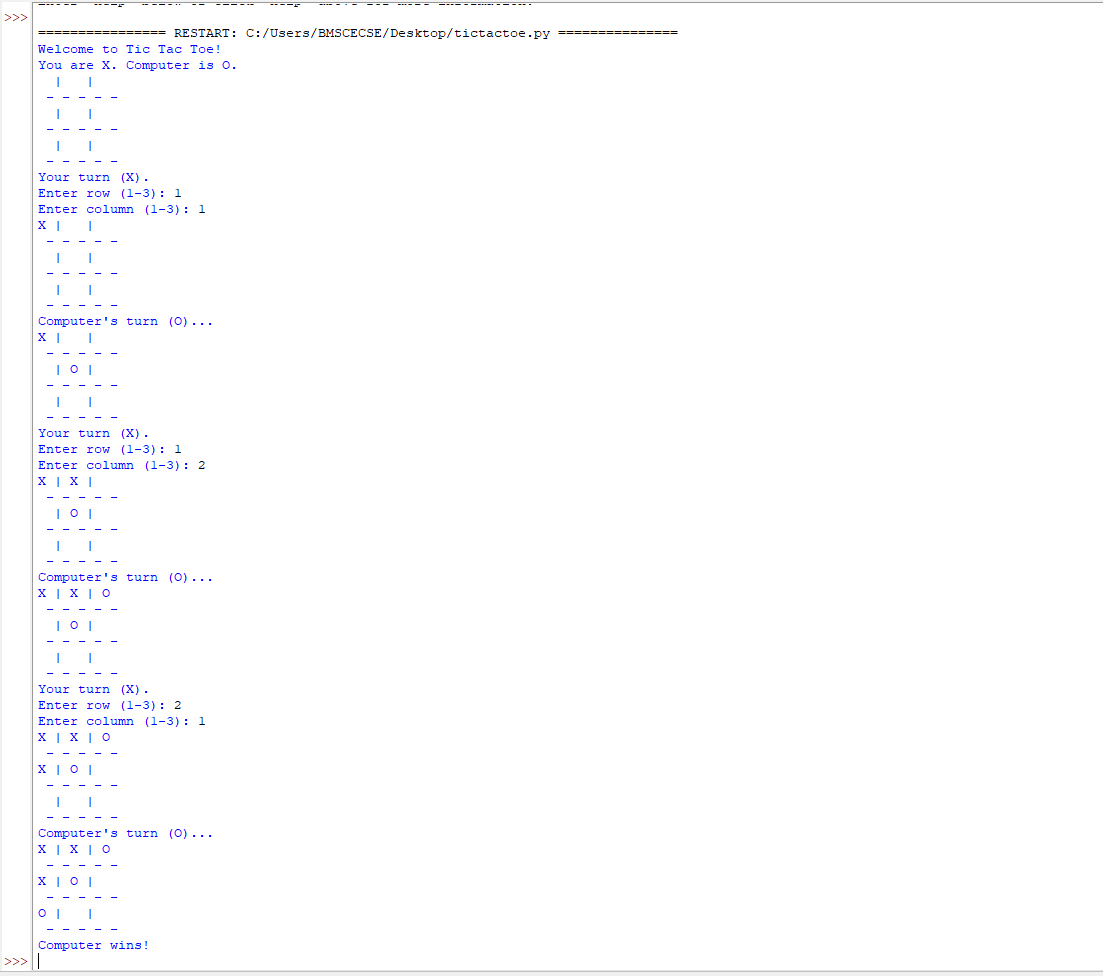 >>>
================ RESTART: C:/Users/BMSCECSE/Desktop/tictactoe.py ===============
Welcome to Tic Tac Toe!
You are X. Computer is O.
  |   |
 - - - - -
  |   |
 - - - - -
  |   |
 - - - - -
Your turn (X).
Enter row (1-3): 1
Enter column (1-3): 1
X |   |
 - - - - -
  |   |
 - - - - -
  |   |
 - - - - -
Computer's turn (O)...
X |   |
 - - - - -
  | O |
 - - - - -
  |   |
 - - - - -
Your turn (X).
Enter row (1-3): 1
Enter column (1-3): 2
X | X |
 - - - - -
  | O |
 - - - - -
  |   |
 - - - - -
Computer's turn (O)...
X | X | O
 - - - - -
  | O |
 - - - - -
  |   |
 - - - - -
Your turn (X).
Enter row (1-3): 2
Enter column (1-3): 1
X | X | O
 - - - - -
X | O |
 - - - - -
  |   |
 - - - - -
Computer's turn (O)...
X | X | O
 - - - - -
X | O |
 - - - - -
O |   |
 - - - - -
Computer wins!
>>>